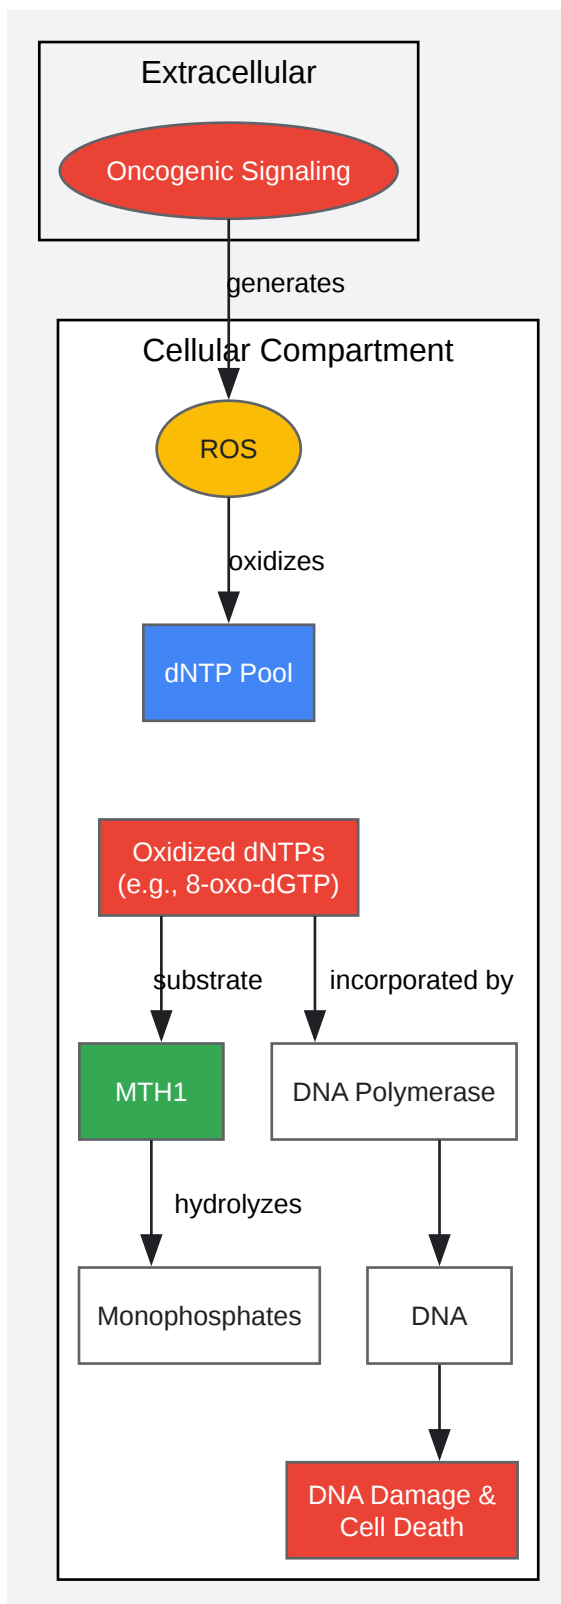 Extracellular
Oncogenic Signaling
generates
Cellular Compartment
ROS
oxidizes
dNTP Pool
Oxidized dNTPs
(e.g., 8-oxo-dGTP)
substrate
incorporated by
MTH1
DNA Polymerase
hydrolyzes
Monophosphates
DNA
DNA Damage &
Cell Death